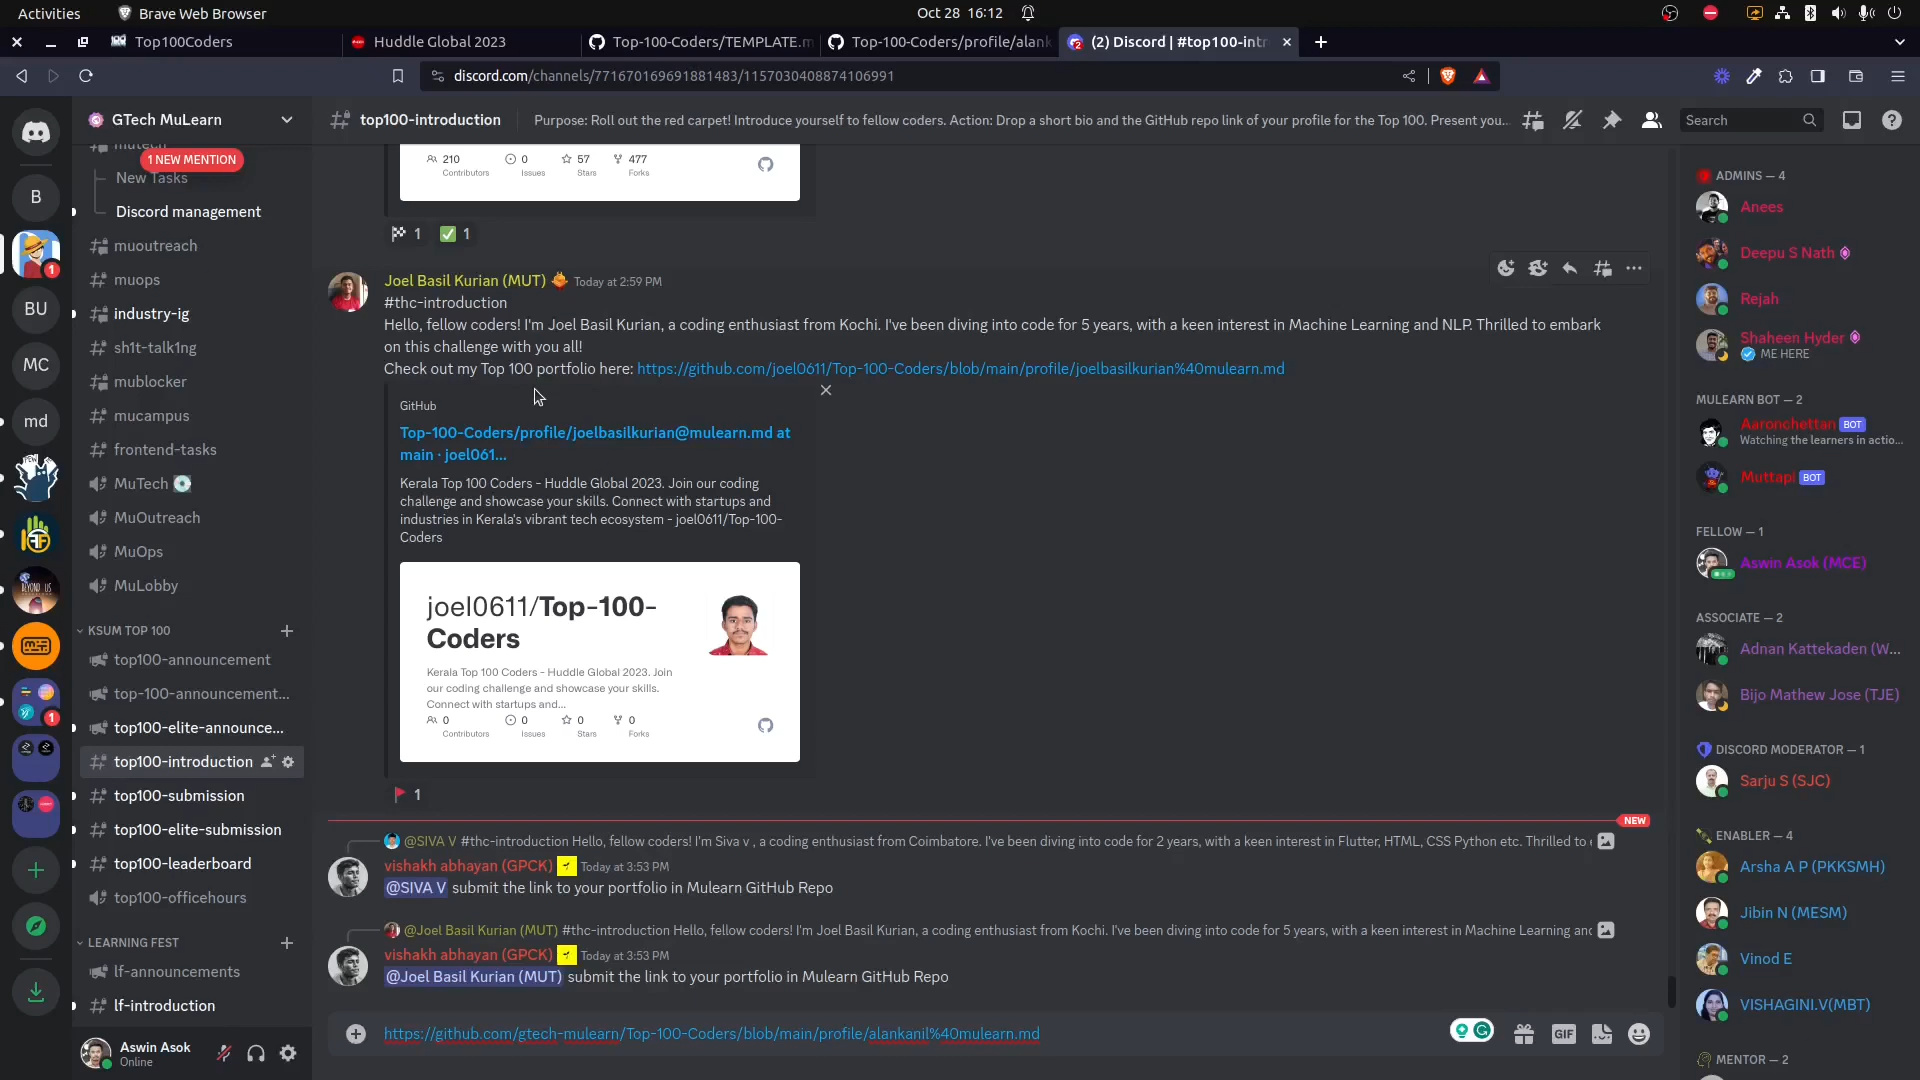 Activities
Brave Web Browser
Oct 28 16:12
Top100Coders
Huddle Global 2023
Top-100-Coders/TEMPLATE.m
Top-100-Coders/profile/alank
(2) Discord | #top100-intr
discord.com/channels/771670169691881483/1157030408874106991
GTech MuLearn
1 NEW MENTION
New Tasks
Discord management
muoutreach
muops
industry-ig
sh1t-talk1ng
mublocker
mucampus
frontend-tasks
MuTech
MuOutreach
MuOps
MuLobby
KSUM TOP 100
top100-announcement
top-100-announcement...
top100-elite-announce...
top100-introduction
top100-submission
top100-elite-submission
top100-leaderboard
top100-officehours
LEARNING FEST
lf-announcements
lf-introduction
Aswin Asok
Online
B
BU
MC
md
1
1
top100-introduction
Purpose: Roll out the red carpet! Introduce yourself to fellow coders. Action: Drop a short bio and the GitHub repo link of your profile for the Top 100. Present you...
Search
210 0 57 477
Contributors Issues Stars Forks
1 1
Joel Basil Kurian (MUT) Today at 2:59 PM
#thc-introduction
Hello, fellow coders! I'm Joel Basil Kurian, a coding enthusiast from Kochi. I've been diving into code for 5 years, with a keen interest in Machine Learning and NLP. Thrilled to embark
on this challenge with you all!
Check out my Top 100 portfolio here: https://github.com/joel0611/Top-100-Coders/blob/main/profile/joelbasilkurian%40mulearn.md
GitHub
Top-100-Coders/profile/joelbasilkurian@mulearn.md at
main · joel061...
Kerala Top 100 Coders - Huddle Global 2023. Join our coding
challenge and showcase your skills. Connect with startups and
industries in Kerala's vibrant tech ecosystem - joel0611/Top-100-
Coders
joel0611/Top-100-
Coders
Kerala Top 100 Coders - Huddle Global 2023. Join
our coding challenge and showcase your skills.
Connect with startups and...
0 0 0 0
Contributors Issues Stars Forks
1
NEW
@SIVA V #thc-introduction Hello, fellow coders! I'm Siva v , a coding enthusiast from Coimbatore. I've been diving into code for 2 years, with a keen interest in Flutter, HTML, CSS Python etc. Thrilled to
vishakh abhayan (GPCK) Today at 3:53 PM
@SIVA V submit the link to your portfolio in Mulearn GitHub Repo
@Joel Basil Kurian (MUT) #thc-introduction Hello, fellow coders! I'm Joel Basil Kurian, a coding enthusiast from Kochi. I've been diving into code for 5 years, with a keen interest in Machine Learning and
vishakh abhayan (GPCK) Today at 3:53 PM
@Joel Basil Kurian (MUT) submit the link to your portfolio in Mulearn GitHub Repo
https://github.com/gtech-mulearn/Top-100-Coders/blob/main/profile/alankanil%40mulearn.md
GIF
ADMINS — 4
Anees
Deepu S Nath
Rejah
Shaheen Hyder
ME HERE
MULEARN BOT — 2
Aaronchettan BOT
Watching the learners in actio...
Muttapi BOT
FELLOW — 1
Aswin Asok (MCE)
ASSOCIATE — 2
Adnan Kattekaden (W...
Bijo Mathew Jose (TJE)
DISCORD MODERATOR — 1
Sarju S (SJC)
ENABLER — 4
Arsha A P (PKKSMH)
Jibin N (MESM)
Vinod E
VISHAGINI.V(MBT)
MENTOR — 2